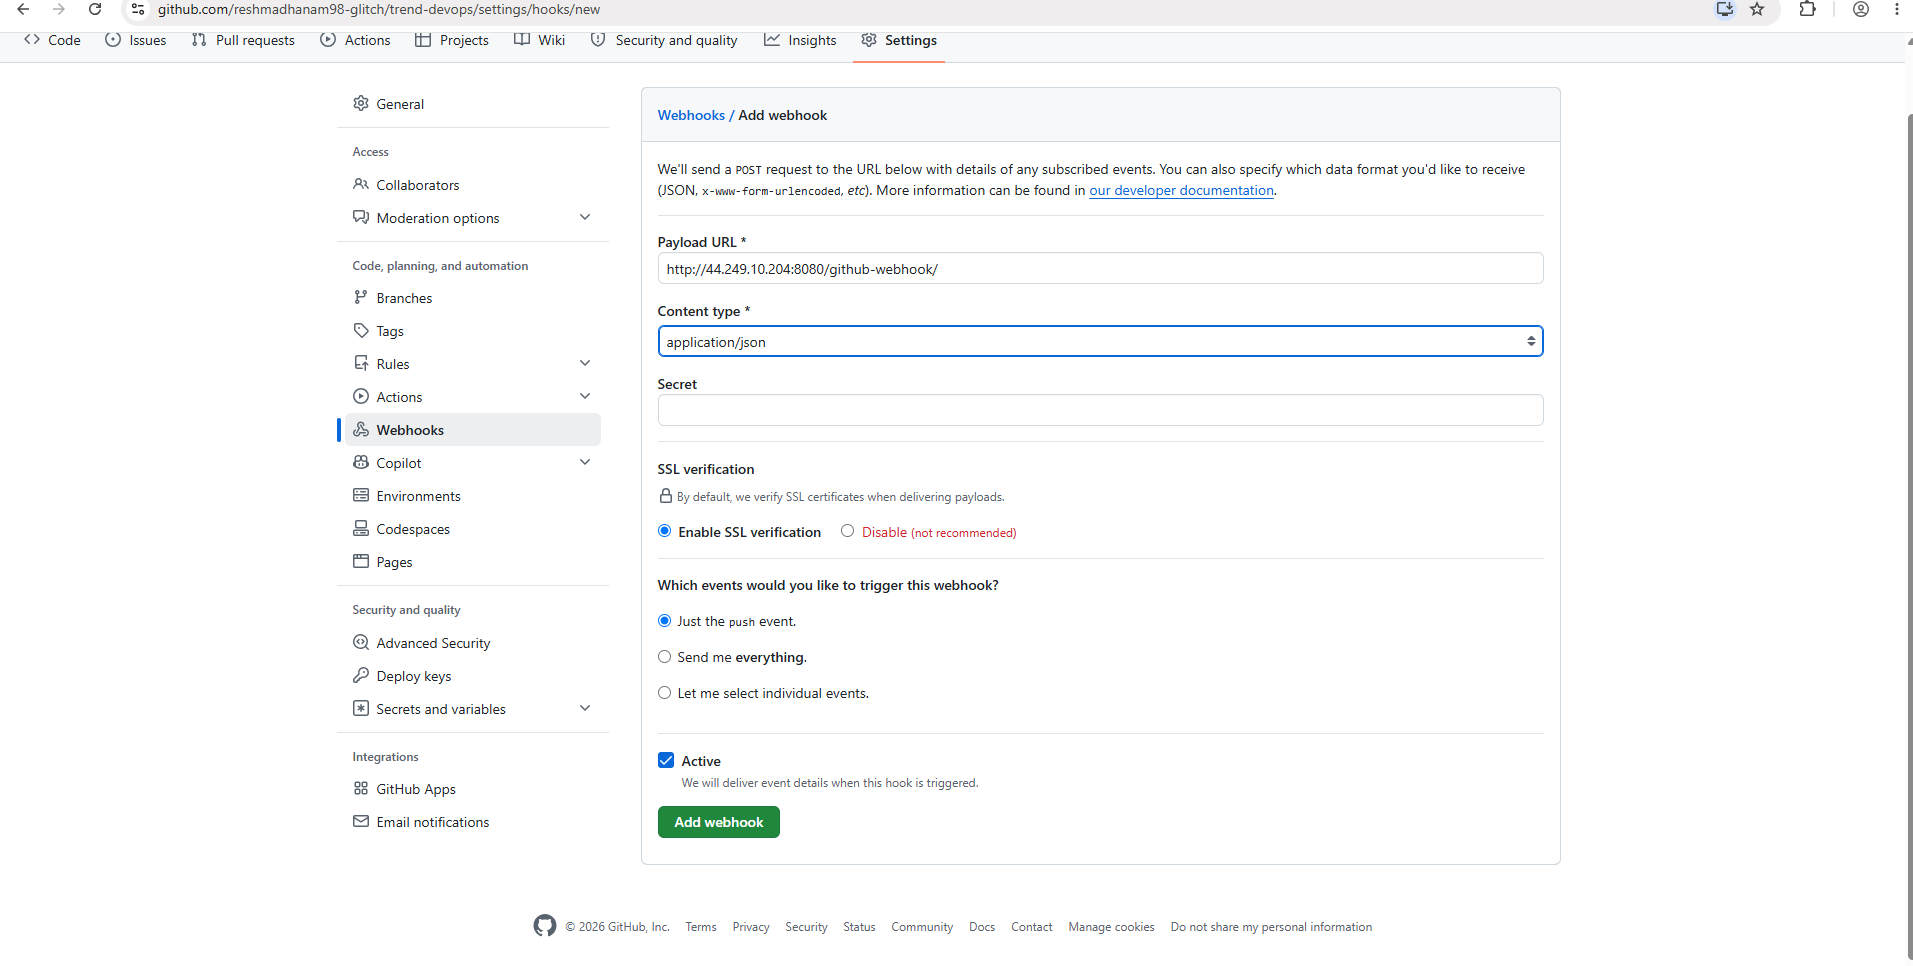 github.com/reshmadhanam98-glitch/trend-devops/settings/hooks/new
Code Issues Pull requests Actions Projects Wiki Security and quality Insights Settings
General
Access
Collaborators
Moderation options
Code, planning, and automation
Branches
Tags
Rules
Actions
Webhooks
Copilot
Environments
Codespaces
Pages
Security and quality
Advanced Security
Deploy keys
Secrets and variables
Integrations
GitHub Apps
Email notifications
Webhooks / Add webhook
We'll send a POST request to the URL below with details of any subscribed events. You can also specify which data format you'd like to receive
(JSON, x-www-form-urlencoded, etc). More information can be found in our developer documentation.
Payload URL *
http://44.249.10.204:8080/github-webhook/
Content type *
application/json
Secret
SSL verification
By default, we verify SSL certificates when delivering payloads.
Enable SSL verification Disable (not recommended)
Which events would you like to trigger this webhook?
Just the push event.
Send me everything.
Let me select individual events.
Active
We will deliver event details when this hook is triggered.
Add webhook
© 2026 GitHub, Inc. Terms Privacy Security Status Community Docs Contact Manage cookies Do not share my personal information